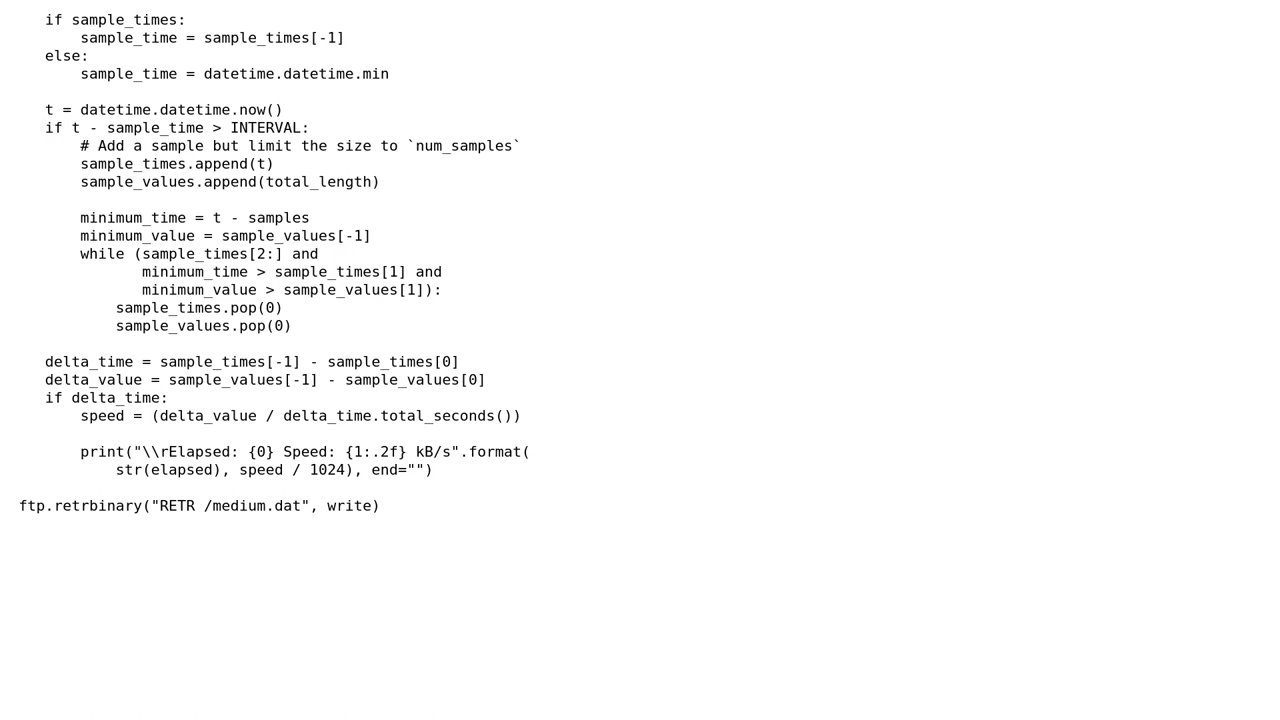 if sample_times:
        sample_time = sample_times[-1]
    else:
        sample_time = datetime.datetime.min

    t = datetime.datetime.now()
    if t - sample_time > INTERVAL:
        # Add a sample but limit the size to `num_samples`
        sample_times.append(t)
        sample_values.append(total_length)

        minimum_time = t - samples
        minimum_value = sample_values[-1]
        while (sample_times[2:] and
               minimum_time > sample_times[1] and
               minimum_value > sample_values[1]):
            sample_times.pop(0)
            sample_values.pop(0)

    delta_time = sample_times[-1] - sample_times[0]
    delta_value = sample_values[-1] - sample_values[0]
    if delta_time:
        speed = (delta_value / delta_time.total_seconds())

        print("\\rElapsed: {0} Speed: {1:.2f} kB/s".format(
            str(elapsed), speed / 1024), end="")

 ftp.retrbinary("RETR /medium.dat", write)